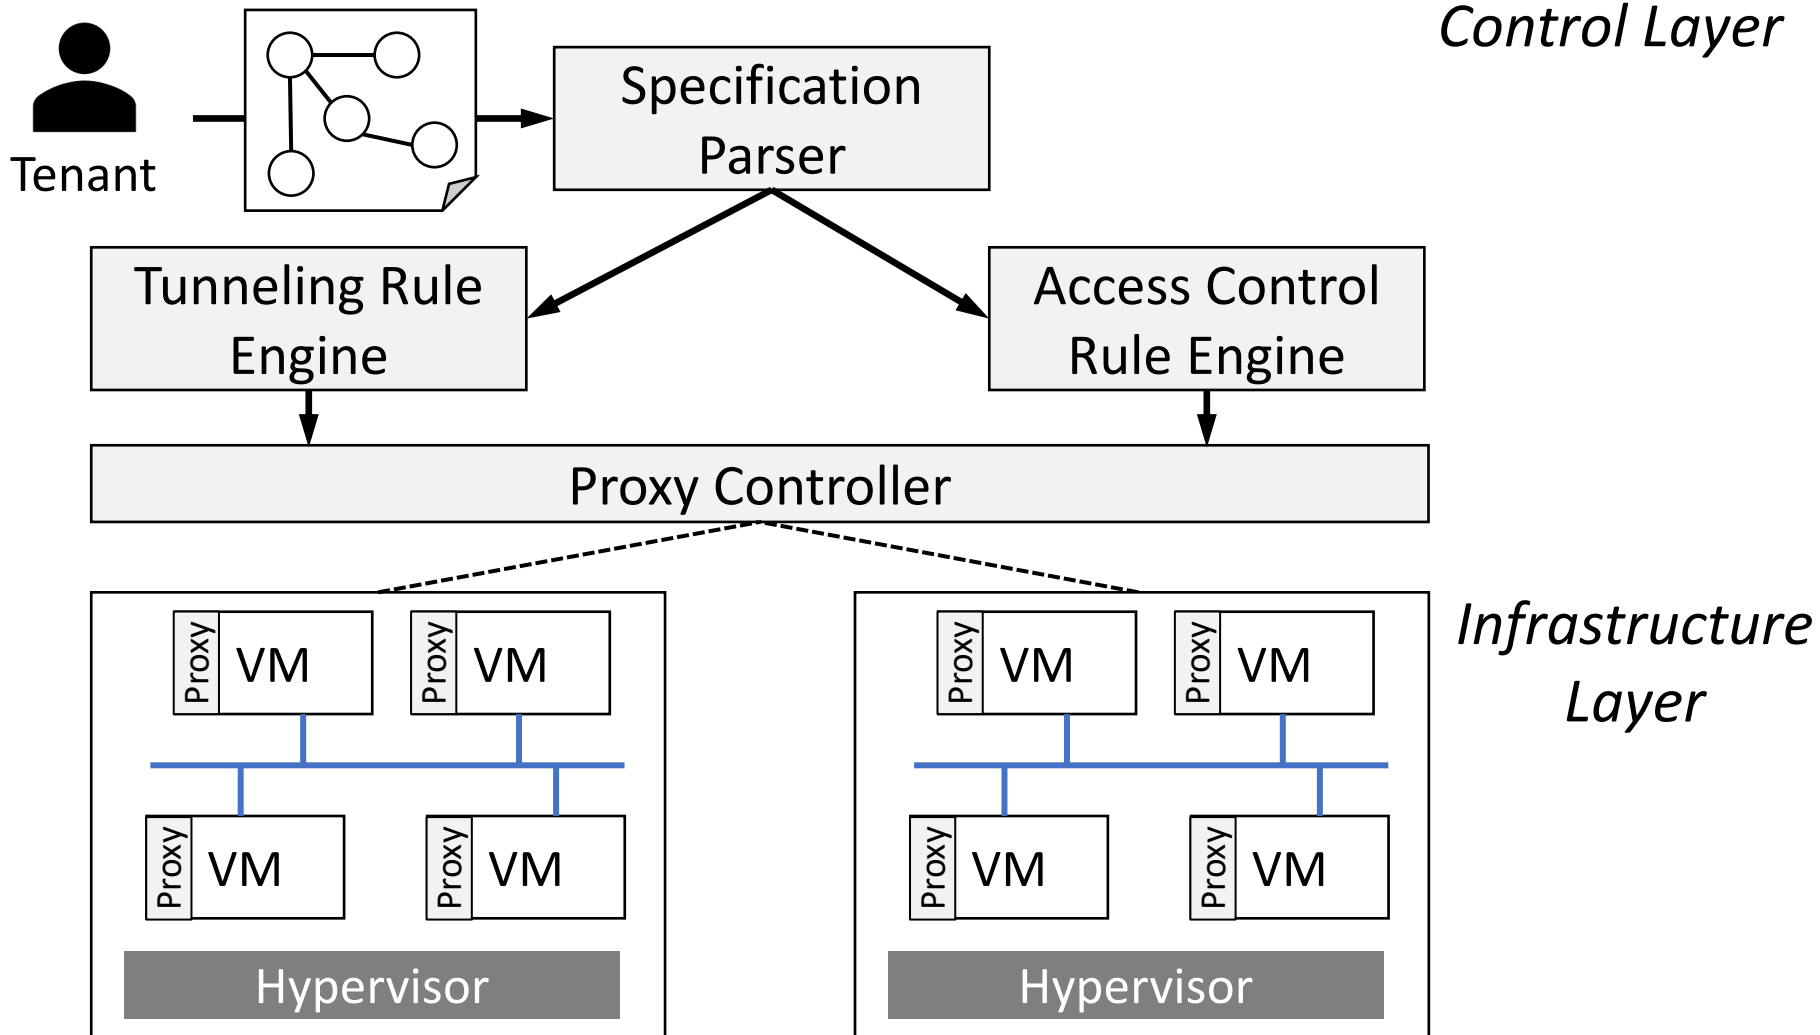 Control Layer
Tenant
Specification
Parser
Tunneling Rule
Engine
Access Control
Rule Engine
Proxy Controller
Proxy
VM
Proxy
VM
Proxy
VM
Proxy
VM
Hypervisor
Proxy
VM
Proxy
VM
Proxy
VM
Proxy
VM
Hypervisor
Infrastructure
Layer